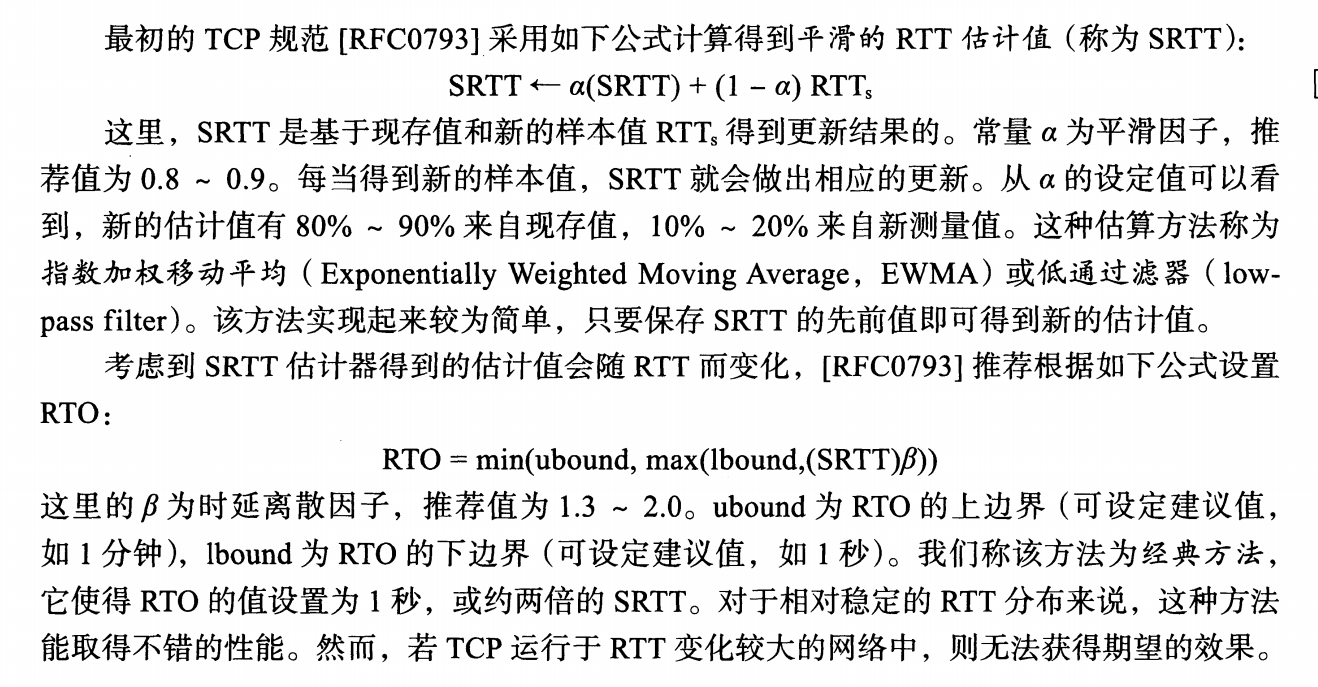 最初的 TCP 规范 [RFC0793] 采用如下公式计算得到平滑的 RTT 估计值（称为 SRTT）：
SRTT ← α(SRTT) + (1 − α) RTTₛ
这里，SRTT 是基于现存值和新的样本值 RTTₛ 得到更新结果的。常量 α 为平滑因子，推
荐值为 0.8 ~ 0.9。每当得到新的样本值，SRTT 就会做出相应的更新。从 α 的设定值可以看
到，新的估计值有 80% ~ 90% 来自现存值，10% ~ 20% 来自新测量值。这种估算方法称为
指数加权移动平均（Exponentially Weighted Moving Average，EWMA）或低通过滤器（low-
pass filter）。该方法实现起来较为简单，只要保存 SRTT 的先前值即可得到新的估计值。
考虑到 SRTT 估计器得到的估计值会随 RTT 而变化，[RFC0793] 推荐根据如下公式设置
RTO：
RTO = min(ubound, max(lbound,(SRTT)β))
这里的 β 为时延离散因子，推荐值为 1.3 ~ 2.0。ubound 为 RTO 的上边界（可设定建议值，
如 1 分钟），lbound 为 RTO 的下边界（可设定建议值，如 1 秒）。我们称该方法为经典方法，
它使得 RTO 的值设置为 1 秒，或约两倍的 SRTT。对于相对稳定的 RTT 分布来说，这种方法
能取得不错的性能。然而，若 TCP 运行于 RTT 变化较大的网络中，则无法获得期望的效果。